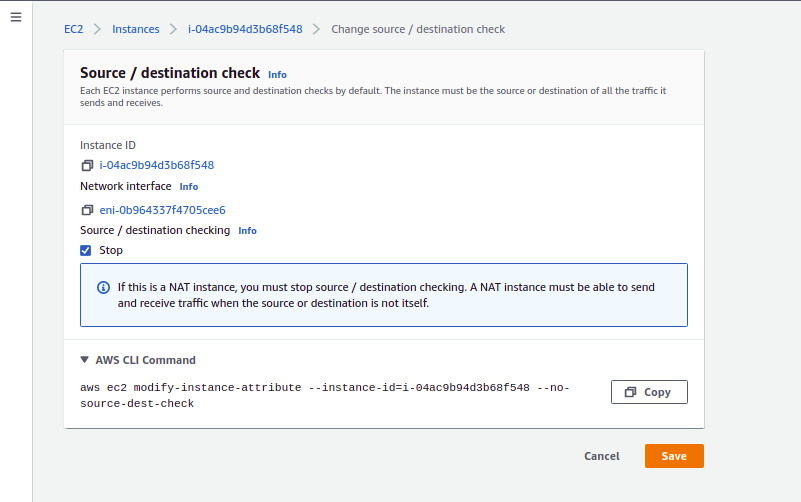 EC2 > Instances > i-04ac9b94d3b68f548 > Change source / destination check
Source / destination check Info
Each EC2 instance performs source and destination checks by default. The instance must be the source or destination of all the traffic it
sends and receives.
Instance ID
i-04ac9b94d3b68f548
Network interface Info
eni-0b964337f4705cee6
Source / destination checking Info
Stop
If this is a NAT instance, you must stop source / destination checking. A NAT instance must be able to send
and receive traffic when the source or destination is not itself.
AWS CLI Command
aws ec2 modify-instance-attribute --instance-id=i-04ac9b94d3b68f548 --no-
source-dest-check
Copy
Cancel
Save